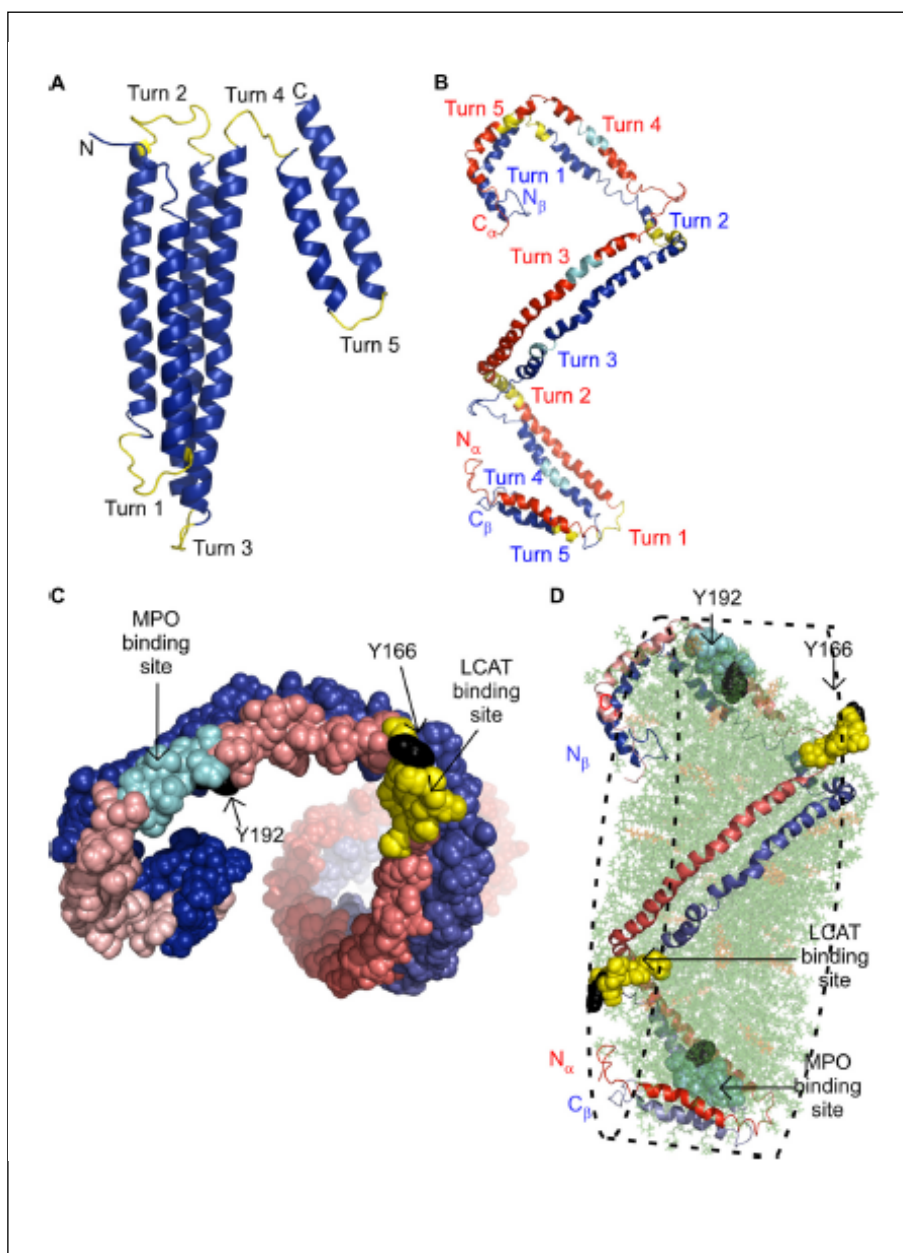 A
Turn 2
Turn 4
C
N
Turn 1
Turn 3
Turn 5
B
Turn 5
Turn 4
Turn 1
Nβ
Cα
Turn 2
Turn 3
Turn 3
Turn 2
Nα
Turn 4
Cβ
Turn 5
Turn 1
C
MPO
binding
site
Y166
LCAT
binding
site
Y192
D
Y192
Y166
Nβ
LCAT
binding
site
Nα
MPO
binding
site
Cβ